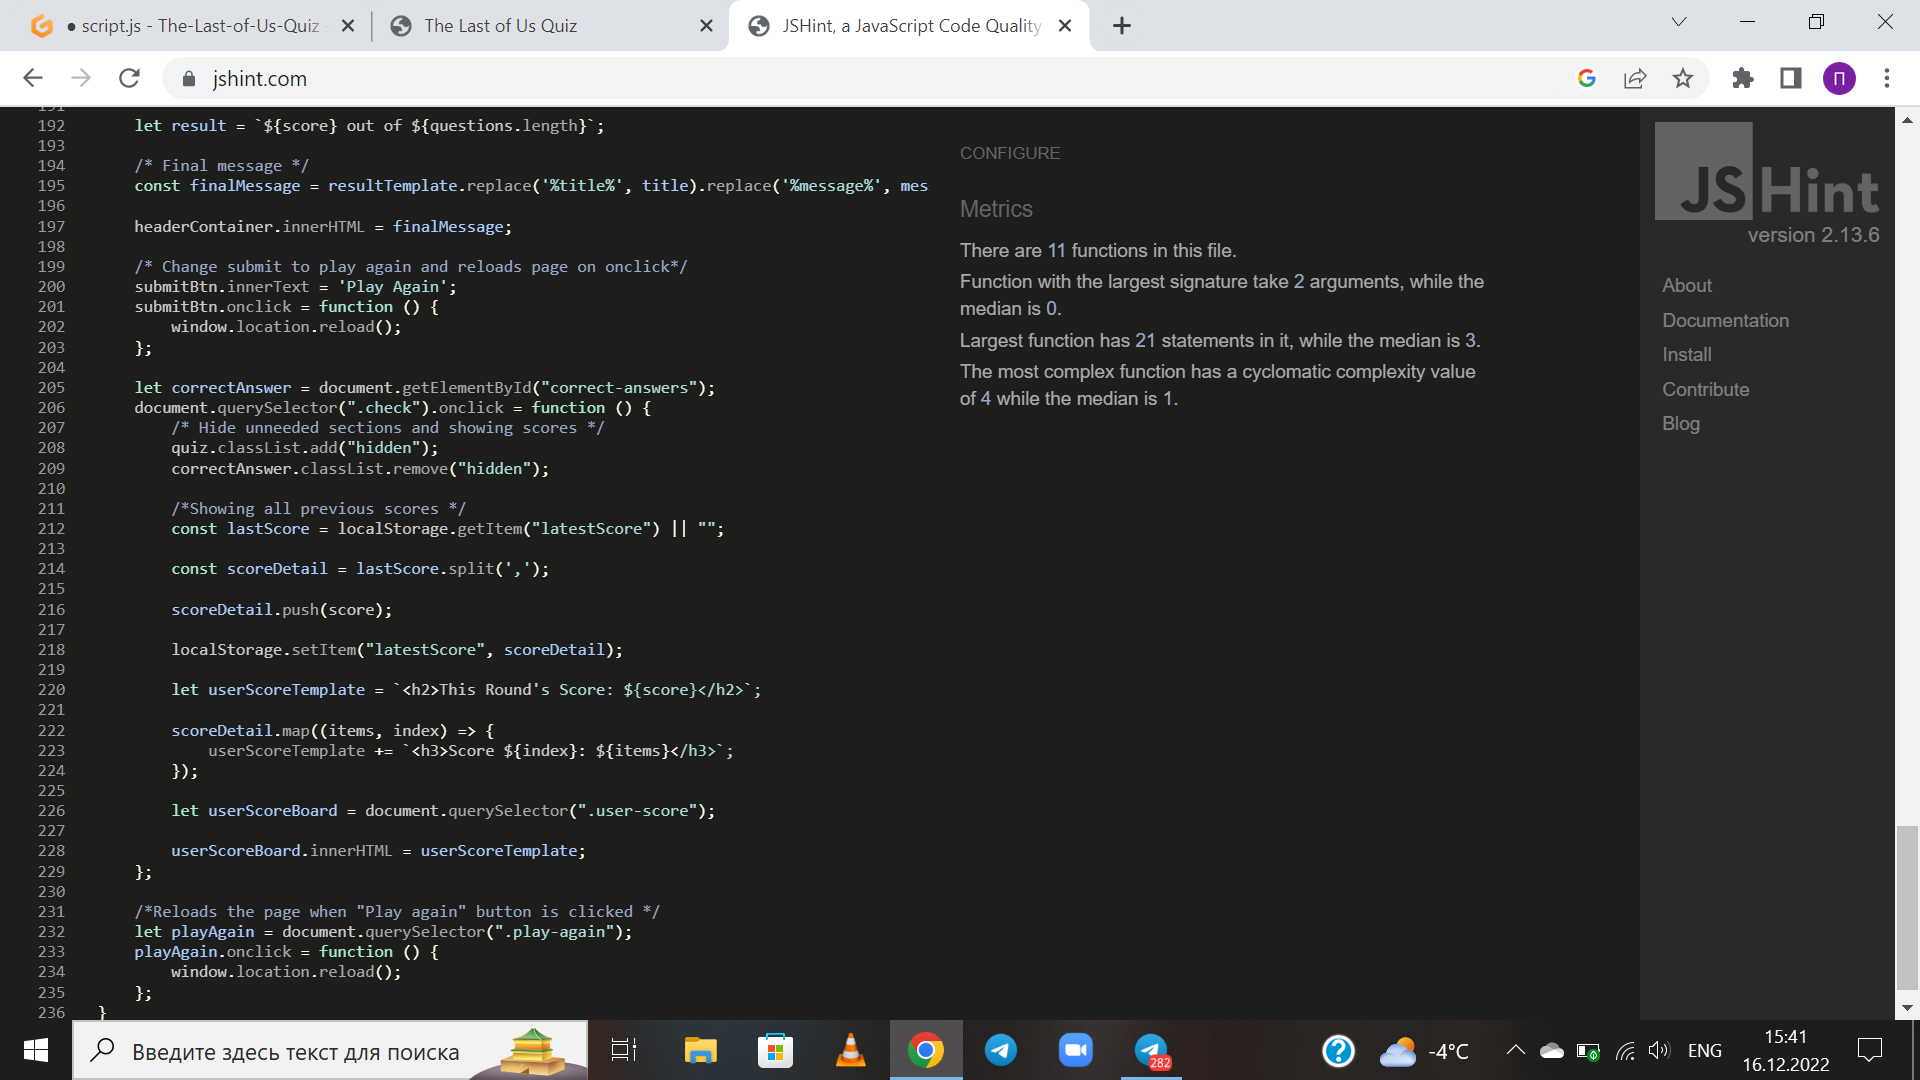 ● script.js - The-Last-of-Us-Quiz
The Last of Us Quiz
JSHint, a JavaScript Code Quality
jshint.com
П
191
192 let result = `${score} out of ${questions.length}`;
193
194 /* Final message */
195 const finalMessage = resultTemplate.replace('%title%', title).replace('%message%', mes
196
197 headerContainer.innerHTML = finalMessage;
198
199 /* Change submit to play again and reloads page on onclick*/
200 submitBtn.innerText = 'Play Again';
201 submitBtn.onclick = function () {
202 window.location.reload();
203 };
204
205 let correctAnswer = document.getElementById("correct-answers");
206 document.querySelector(".check").onclick = function () {
207 /* Hide unneeded sections and showing scores */
208 quiz.classList.add("hidden");
209 correctAnswer.classList.remove("hidden");
210
211 /*Showing all previous scores */
212 const lastScore = localStorage.getItem("latestScore") || "";
213
214 const scoreDetail = lastScore.split(',');
215
216 scoreDetail.push(score);
217
218 localStorage.setItem("latestScore", scoreDetail);
219
220 let userScoreTemplate = `<h2>This Round's Score: ${score}</h2>`;
221
222 scoreDetail.map((items, index) => {
223 userScoreTemplate += `<h3>Score ${index}: ${items}</h3>`;
224 });
225
226 let userScoreBoard = document.querySelector(".user-score");
227
228 userScoreBoard.innerHTML = userScoreTemplate;
229 };
230
231 /*Reloads the page when "Play again" button is clicked */
232 let playAgain = document.querySelector(".play-again");
233 playAgain.onclick = function () {
234 window.location.reload();
235 };
236 }
CONFIGURE
Metrics
There are 11 functions in this file.
Function with the largest signature take 2 arguments, while the
median is 0.
Largest function has 21 statements in it, while the median is 3.
The most complex function has a cyclomatic complexity value
of 4 while the median is 1.
JSHint
version 2.13.6
About
Documentation
Install
Contribute
Blog
Введите здесь текст для поиска
282
-4°C
ENG
15:41
16.12.2022